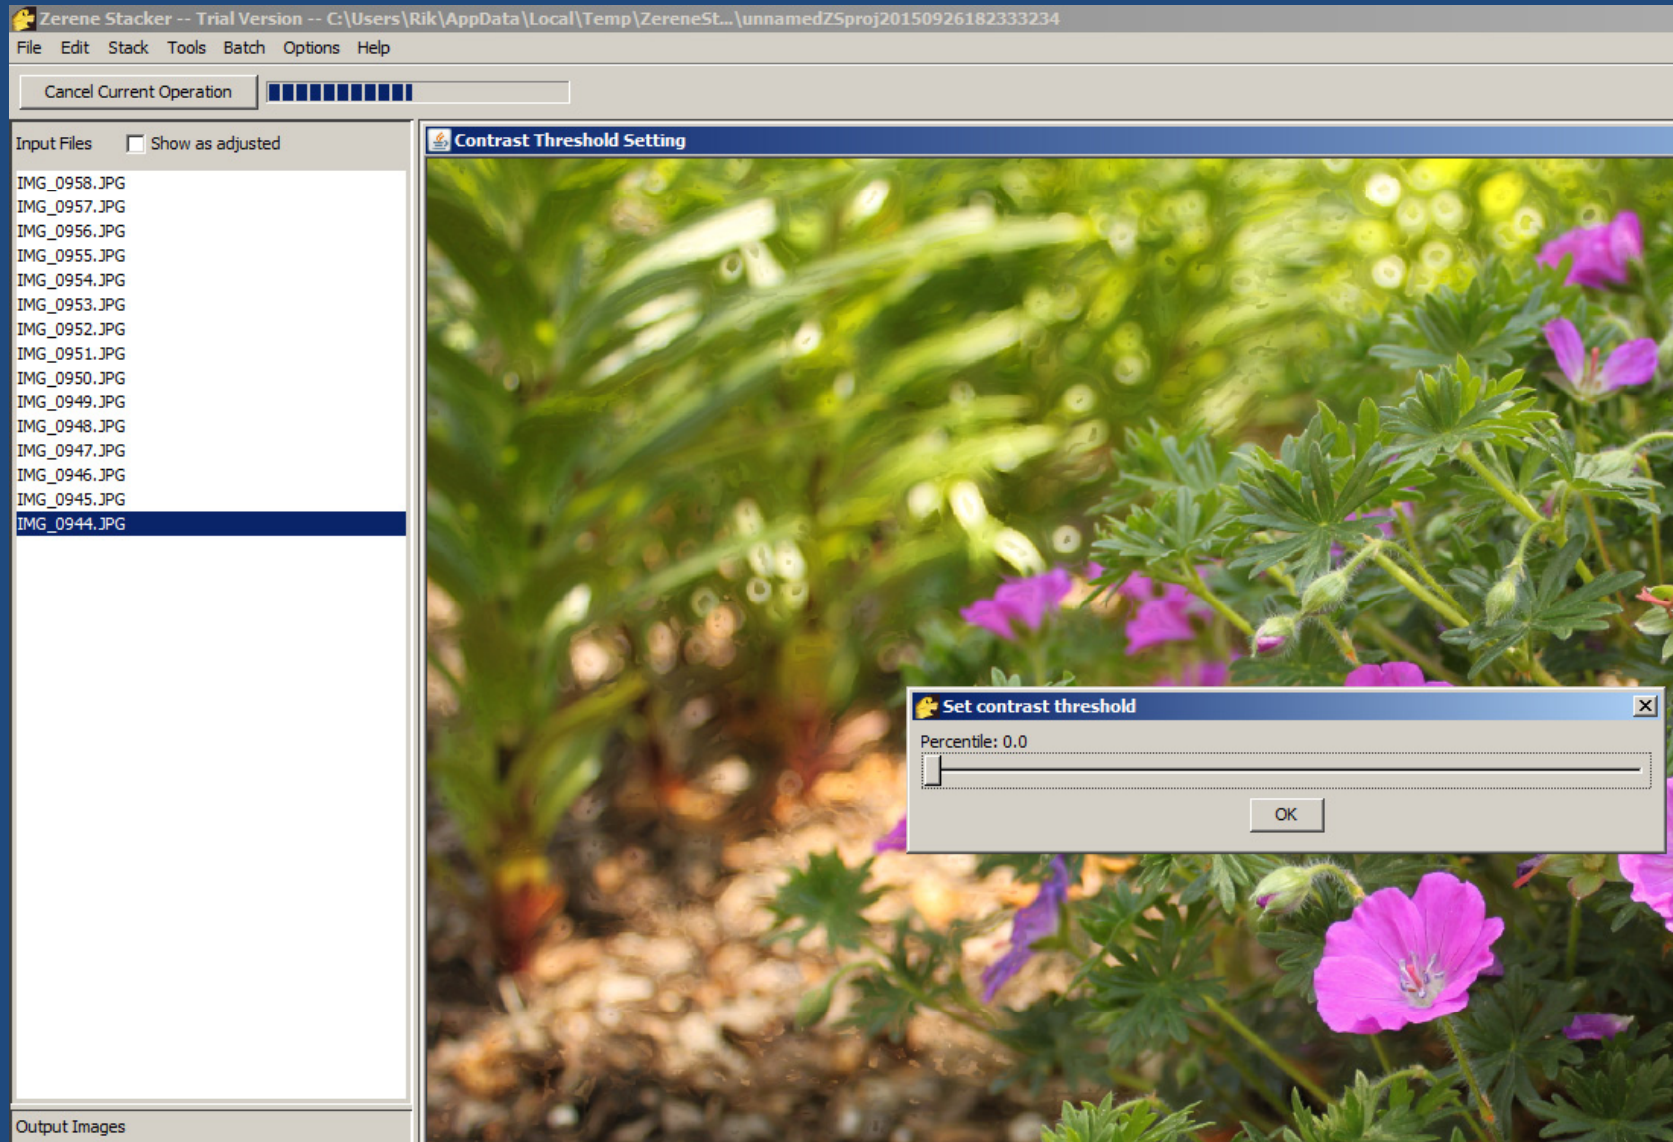 Zerene Stacker -- Trial Version -- C:\Users\Rik\AppData\Local\Temp\ZereneSt...\unnamedZSproj20150926182333234
File Edit Stack Tools Batch Options Help
Cancel Current Operation
Input Files Show as adjusted
IMG_0958.JPG
IMG_0957.JPG
IMG_0956.JPG
IMG_0955.JPG
IMG_0954.JPG
IMG_0953.JPG
IMG_0952.JPG
IMG_0951.JPG
IMG_0950.JPG
IMG_0949.JPG
IMG_0948.JPG
IMG_0947.JPG
IMG_0946.JPG
IMG_0945.JPG
IMG_0944.JPG
Output Images
Contrast Threshold Setting
Set contrast threshold
Percentile: 0.0
OK